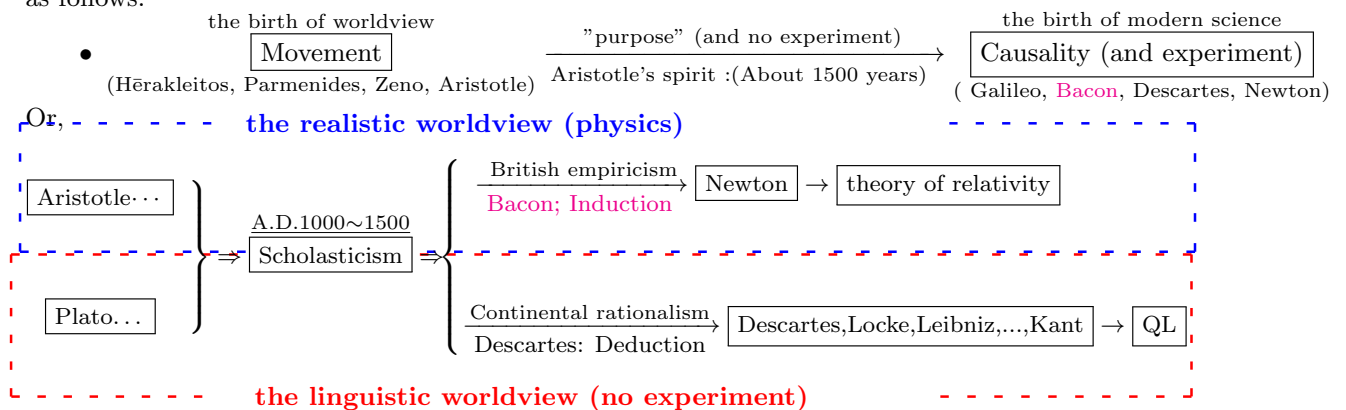 as follows:
the birth of worldview
the birth of modern science
• Movement
"purpose" (and no experiment)
Causality (and experiment)
(Hērakleitos, Parmenides, Zeno, Aristotle)
Aristotle's spirit :(About 1500 years)
( Galileo, Bacon, Descartes, Newton)
Or,
the realistic worldview (physics)
Aristotle···
A.D.1000∼1500
Scholasticism
⇒
⇒
British empiricism
Bacon; Induction
Newton → theory of relativity
Plato...
Continental rationalism
Descartes: Deduction
Descartes,Locke,Leibniz,...,Kant → QL
the linguistic worldview (no experiment)